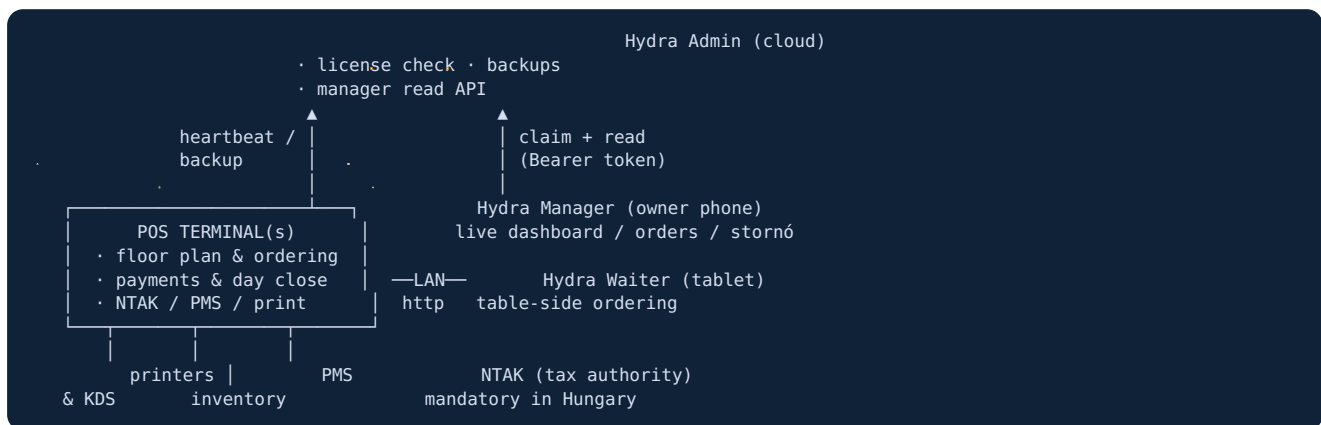 Hydra Admin (cloud)
· license check · backups
· manager read API
heartbeat / claim + read
backup (Bearer token)
Hydra Manager (owner phone)
POS TERMINAL(s) live dashboard / orders / stornó
· floor plan & ordering
· payments & day close ──LAN── Hydra Waiter (tablet)
· NTAK / PMS / print http table-side ordering
printers PMS NTAK (tax authority)
& KDS inventory mandatory in Hungary